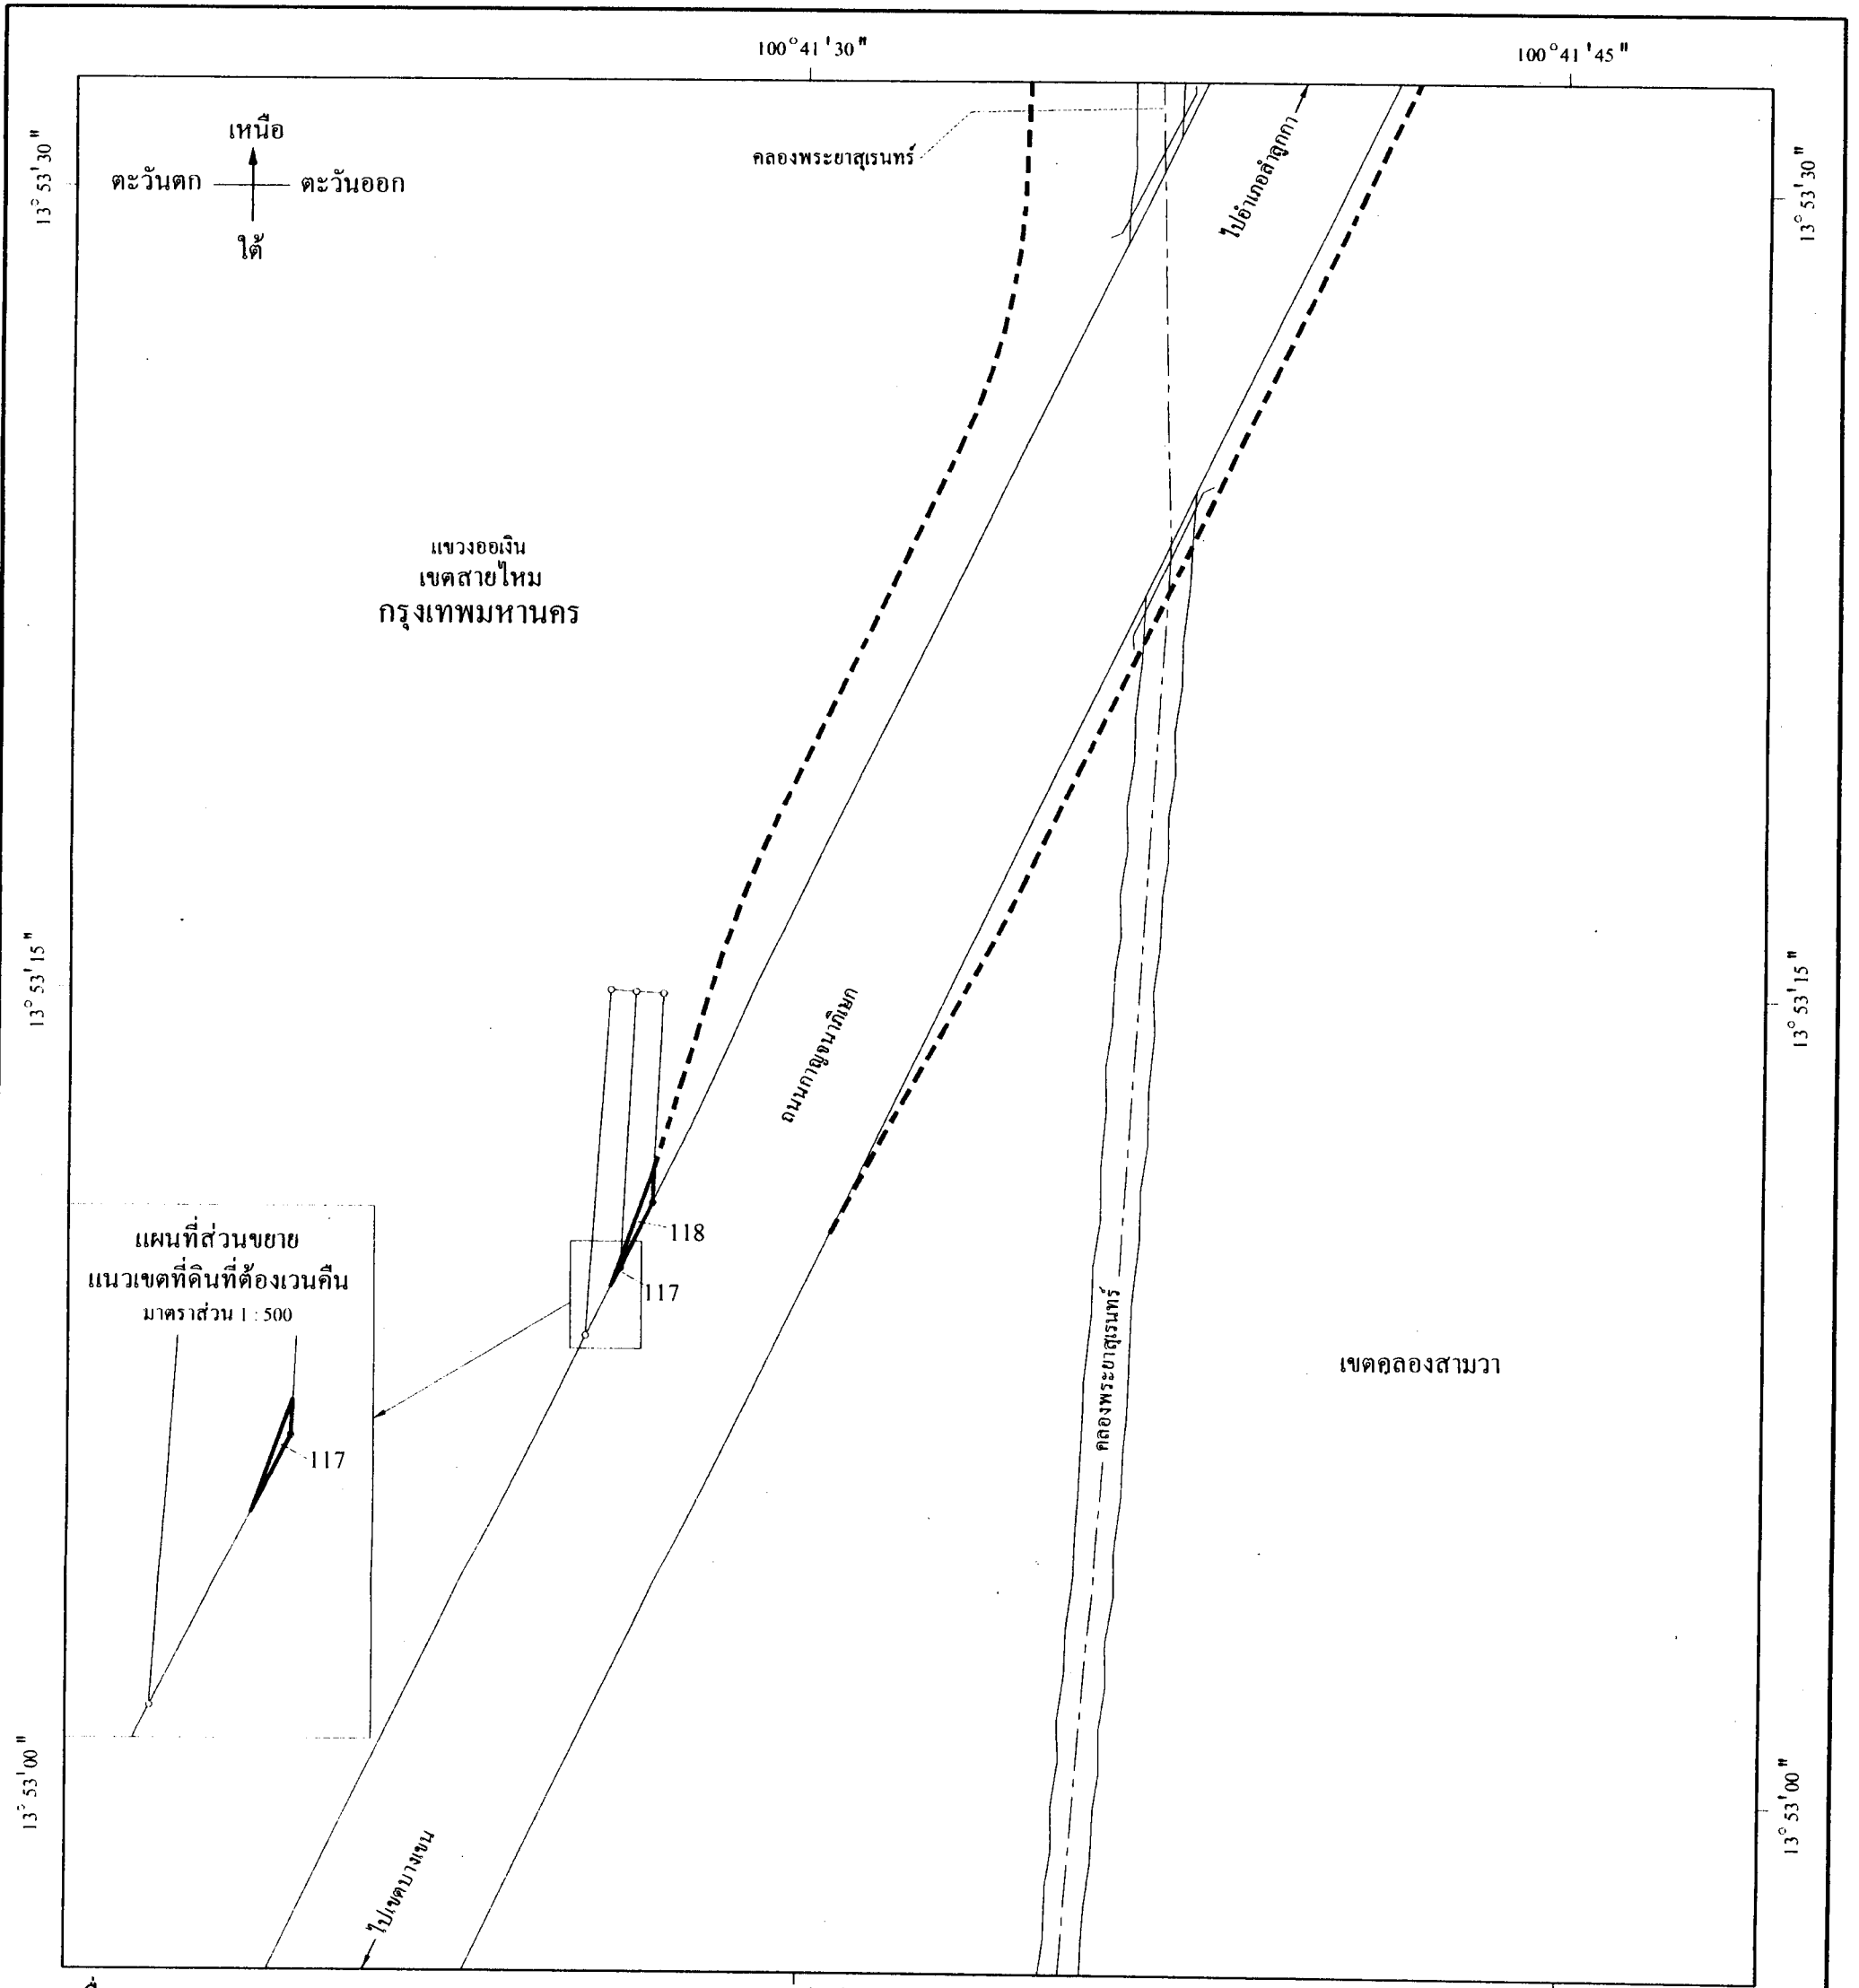 100°41'30"
100°41'45"
13°53'30"
เหนือ
ตะวันตก
ตะวันออก
ใต้
คลองพระยาสุเรนทร์
ไปอำเภอลำลูกกา
13°53'30"
แขวงออเงิน
เขตสายไหม
กรุงเทพมหานคร
13°53'15"
ถนนกาญจนาภิเษก
13°53'15"
118
117
แผนที่ส่วนขยาย
แนวเขตที่ดินที่ต้องเวนคืน
มาตราส่วน 1 : 500
117
คลองพระยาสุเรนทร์
เขตคลองสามวา
13°53'00"
ไปเขตบางเขน
13°53'00"